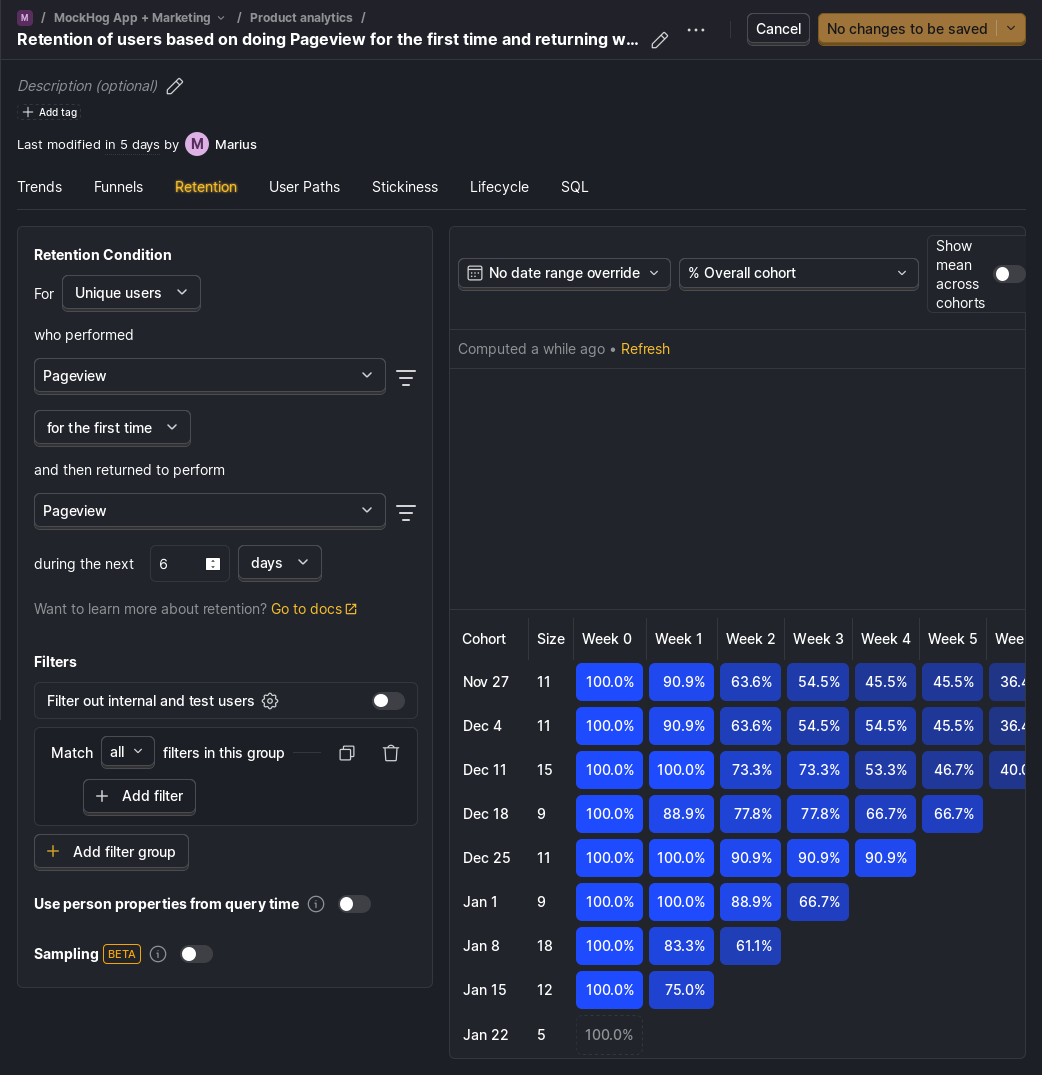 M / MockHog App + Marketing / Product analytics /
Retention of users based on doing Pageview for the first time and returning w...
Cancel
No changes to be saved
Description (optional)
Add tag
Last modified in 5 days by M Marius
Trends Funnels Retention User Paths Stickiness Lifecycle SQL
Retention Condition
For Unique users
who performed
Pageview
for the first time
and then returned to perform
Pageview
during the next 6 days
Want to learn more about retention? Go to docs
Filters
Filter out internal and test users
Match all filters in this group
Add filter
Add filter group
Use person properties from query time
Sampling BETA
No date range override
% Overall cohort
Show
mean
across
cohorts
Computed a while ago • Refresh
Cohort Size Week 0 Week 1 Week 2 Week 3 Week 4 Week 5 Wee
Nov 27 11 100.0% 90.9% 63.6% 54.5% 45.5% 45.5% 36.4
Dec 4 11 100.0% 90.9% 63.6% 54.5% 54.5% 45.5% 36.4
Dec 11 15 100.0% 100.0% 73.3% 73.3% 53.3% 46.7% 40.0
Dec 18 9 100.0% 88.9% 77.8% 77.8% 66.7% 66.7%
Dec 25 11 100.0% 100.0% 90.9% 90.9% 90.9%
Jan 1 9 100.0% 100.0% 88.9% 66.7%
Jan 8 18 100.0% 83.3% 61.1%
Jan 15 12 100.0% 75.0%
Jan 22 5 100.0%